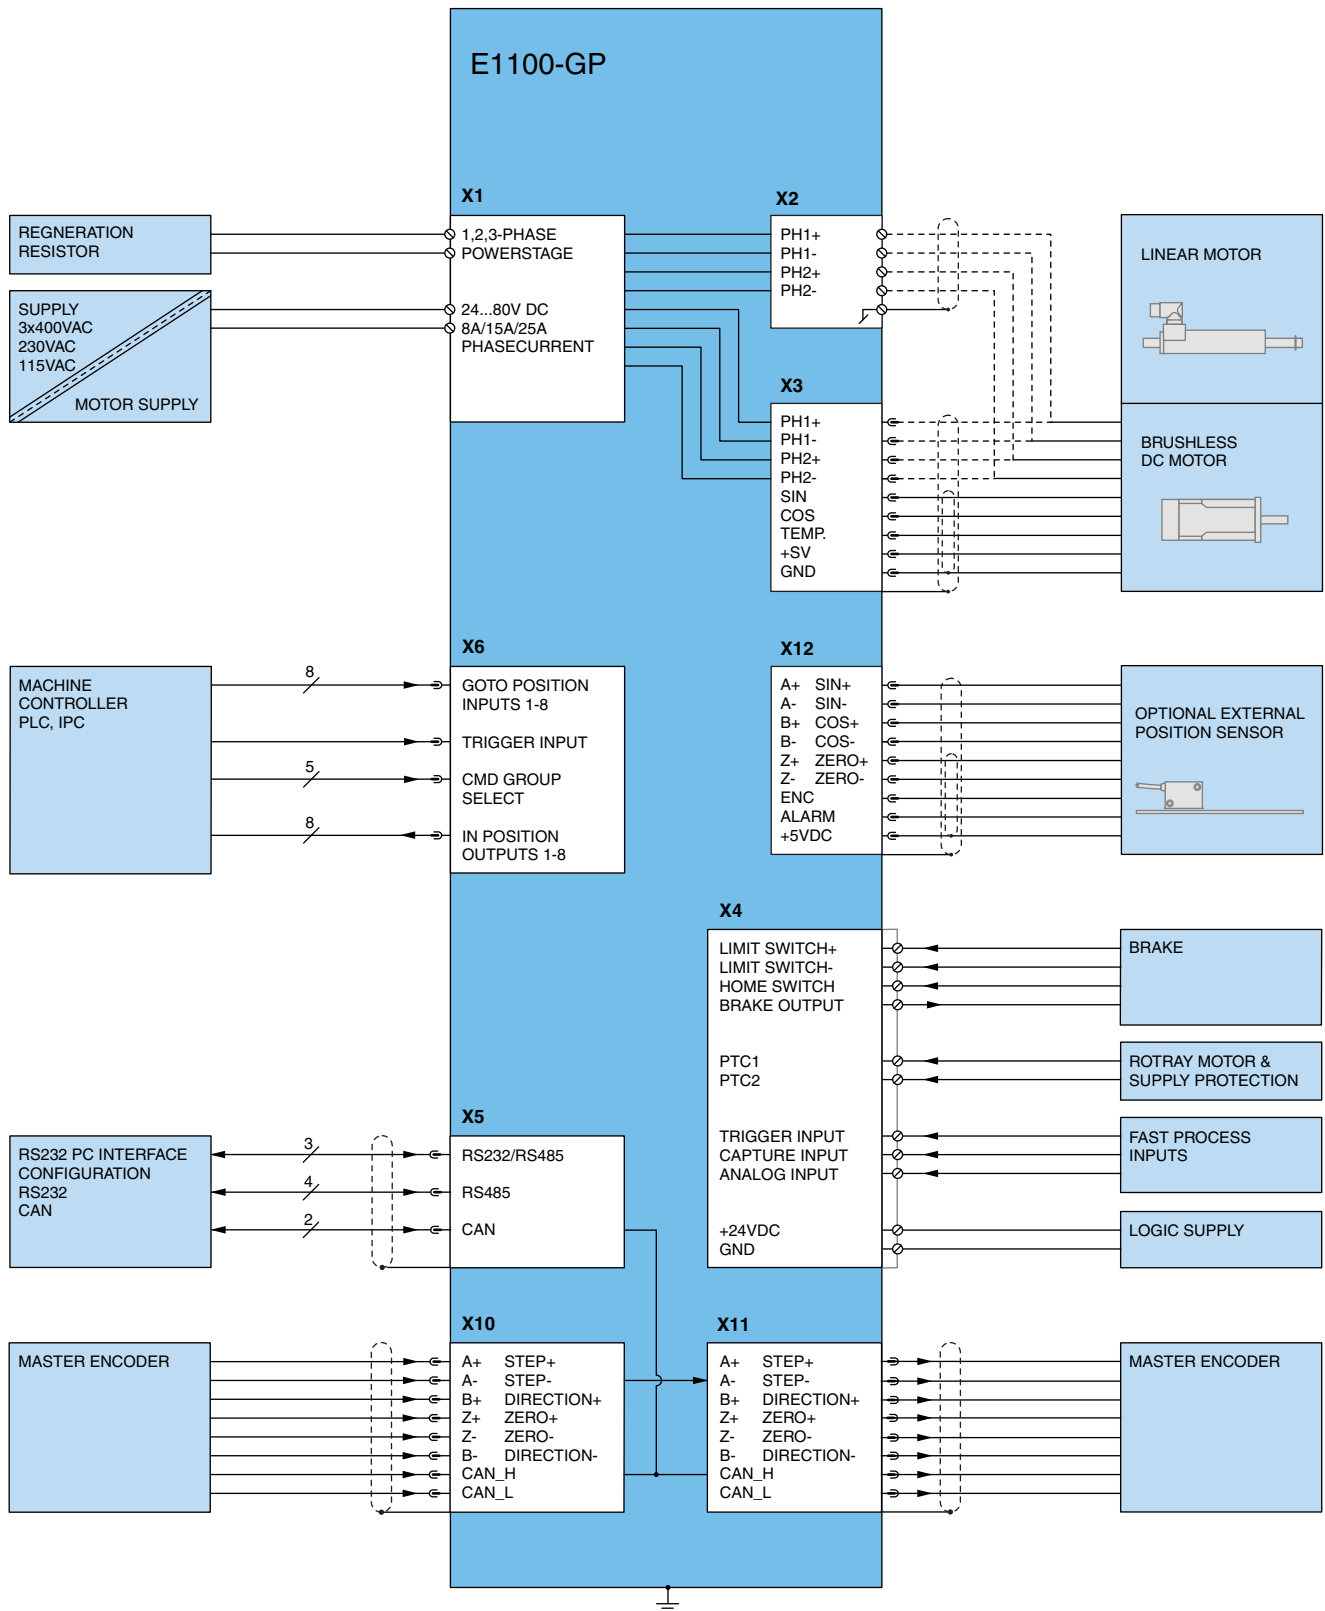 E1100-GP
X1
X2
REGNERATION
RESISTOR
1,2,3-PHASE
POWERSTAGE
24...80V DC
8A/15A/25A
PHASECURRENT
SUPPLY
3x400VAC
230VAC
115VAC
MOTOR SUPPLY
PH1+
PH1-
PH2+
PH2-
LINEAR MOTOR
X3
PH1+
PH1-
PH2+
PH2-
SIN
COS
TEMP.
+SV
GND
BRUSHLESS
DC MOTOR
X6
MACHINE
CONTROLLER
PLC, IPC
8
5
8
GOTO POSITION
INPUTS 1-8
TRIGGER INPUT
CMD GROUP
SELECT
IN POSITION
OUTPUTS 1-8
X12
A+ SIN+
A- SIN-
B+ COS+
B- COS-
Z+ ZERO+
Z- ZERO-
ENC
ALARM
+5VDC
OPTIONAL EXTERNAL
POSITION SENSOR
X4
LIMIT SWITCH+
LIMIT SWITCH-
HOME SWITCH
BRAKE OUTPUT
PTC1
PTC2
TRIGGER INPUT
CAPTURE INPUT
ANALOG INPUT
+24VDC
GND
BRAKE
ROTRAY MOTOR &
SUPPLY PROTECTION
FAST PROCESS
INPUTS
LOGIC SUPPLY
X5
RS232 PC INTERFACE
CONFIGURATION
RS232
CAN
3
4
2
RS232/RS485
RS485
CAN
X10
MASTER ENCODER
A+ STEP+
A- STEP-
B+ DIRECTION+
Z+ ZERO+
Z- ZERO-
B- DIRECTION-
CAN_H
CAN_L
X11
A+ STEP+
A- STEP-
B+ DIRECTION+
Z+ ZERO+
Z- ZERO-
B- DIRECTION-
CAN_H
CAN_L
MASTER ENCODER